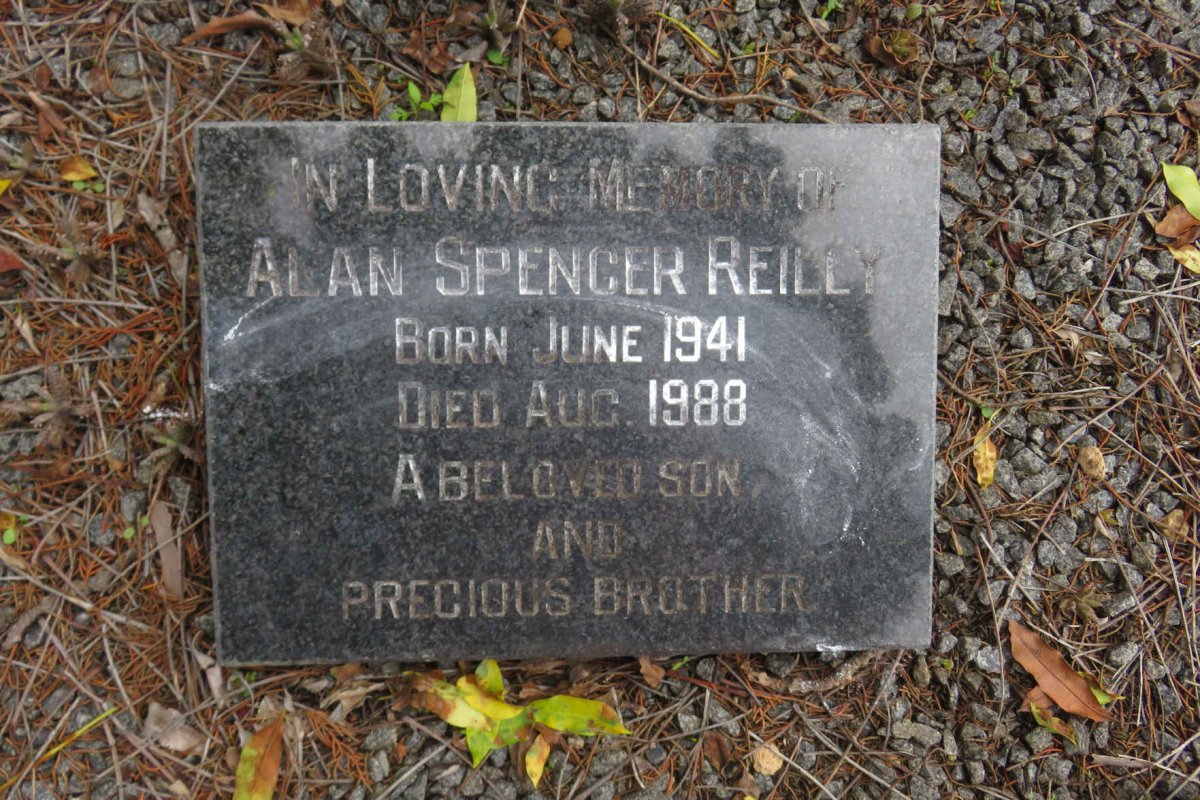 IN LOVING MEMORY OF
ALAN SPENCER REILLY
BORN JUNE 1941
DIED AUG. 1988
A BELOVED SON,
AND
PRECIOUS BROTHER.